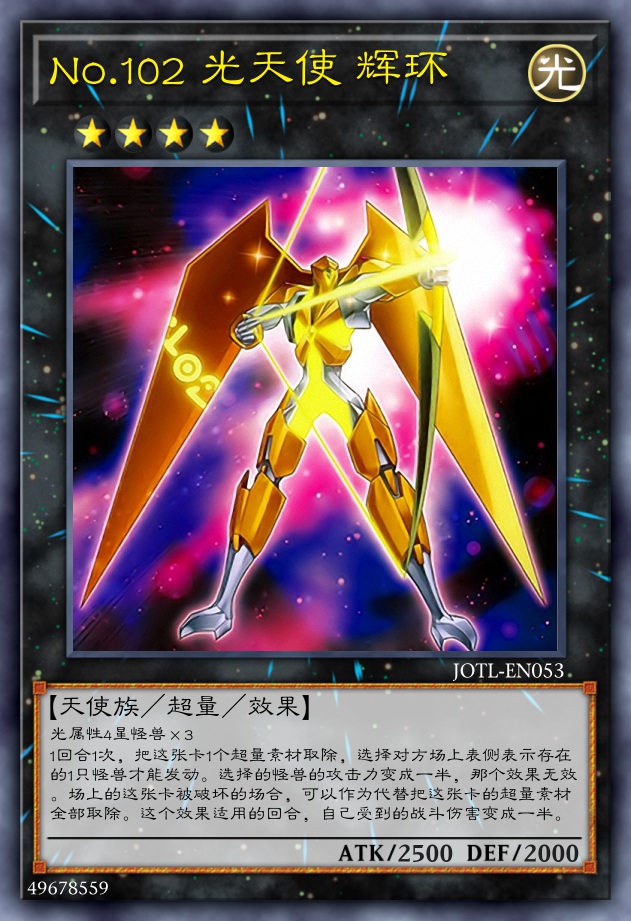 No.102 光天使 辉环
光
102
JOTL-EN053
【天使族／超量／效果】
光属性4星怪兽×3
1回合1次，把这张卡1个超量素材取除，选择对方场上表侧表示存在
的1只怪兽才能发动。选择的怪兽的攻击力变成一半，那个效果无效
。场上的这张卡被破坏的场合，可以作为代替把这张卡的超量素材
全部取除。这个效果适用的回合，自己受到的战斗伤害变成一半。
ATK/2500 DEF/2000
49678559